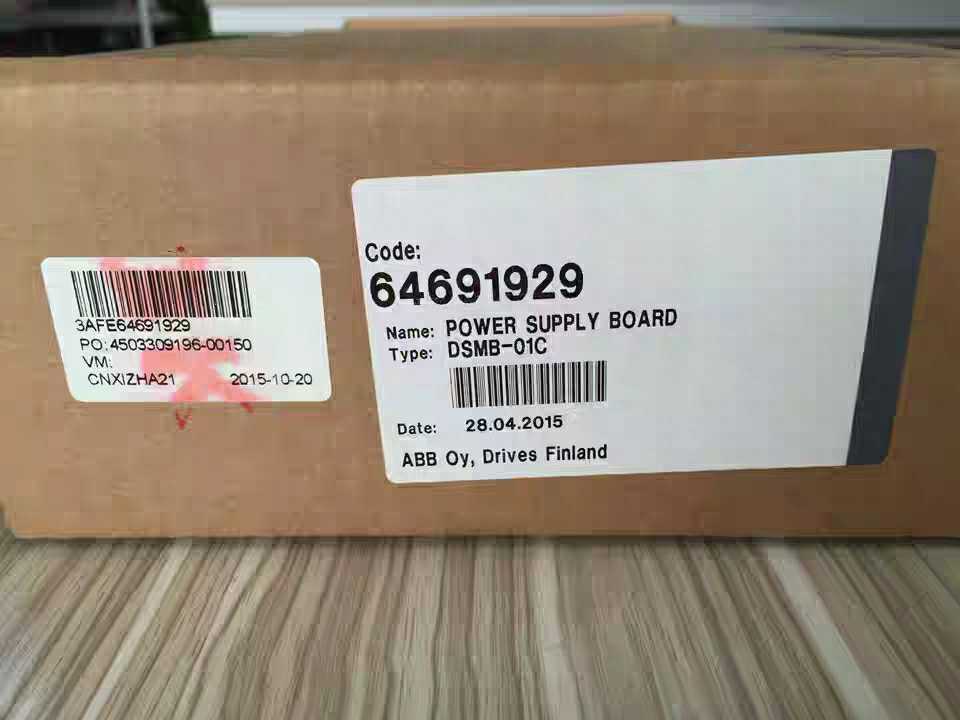 3AFE64691929
PO:4503309196-00150
VM:
CNXIZHA21 2015-10-20
Code:
64691929
Name: POWER SUPPLY BOARD
Type: DSMB-01C
Date: 28.04.2015
ABB Oy, Drives Finland